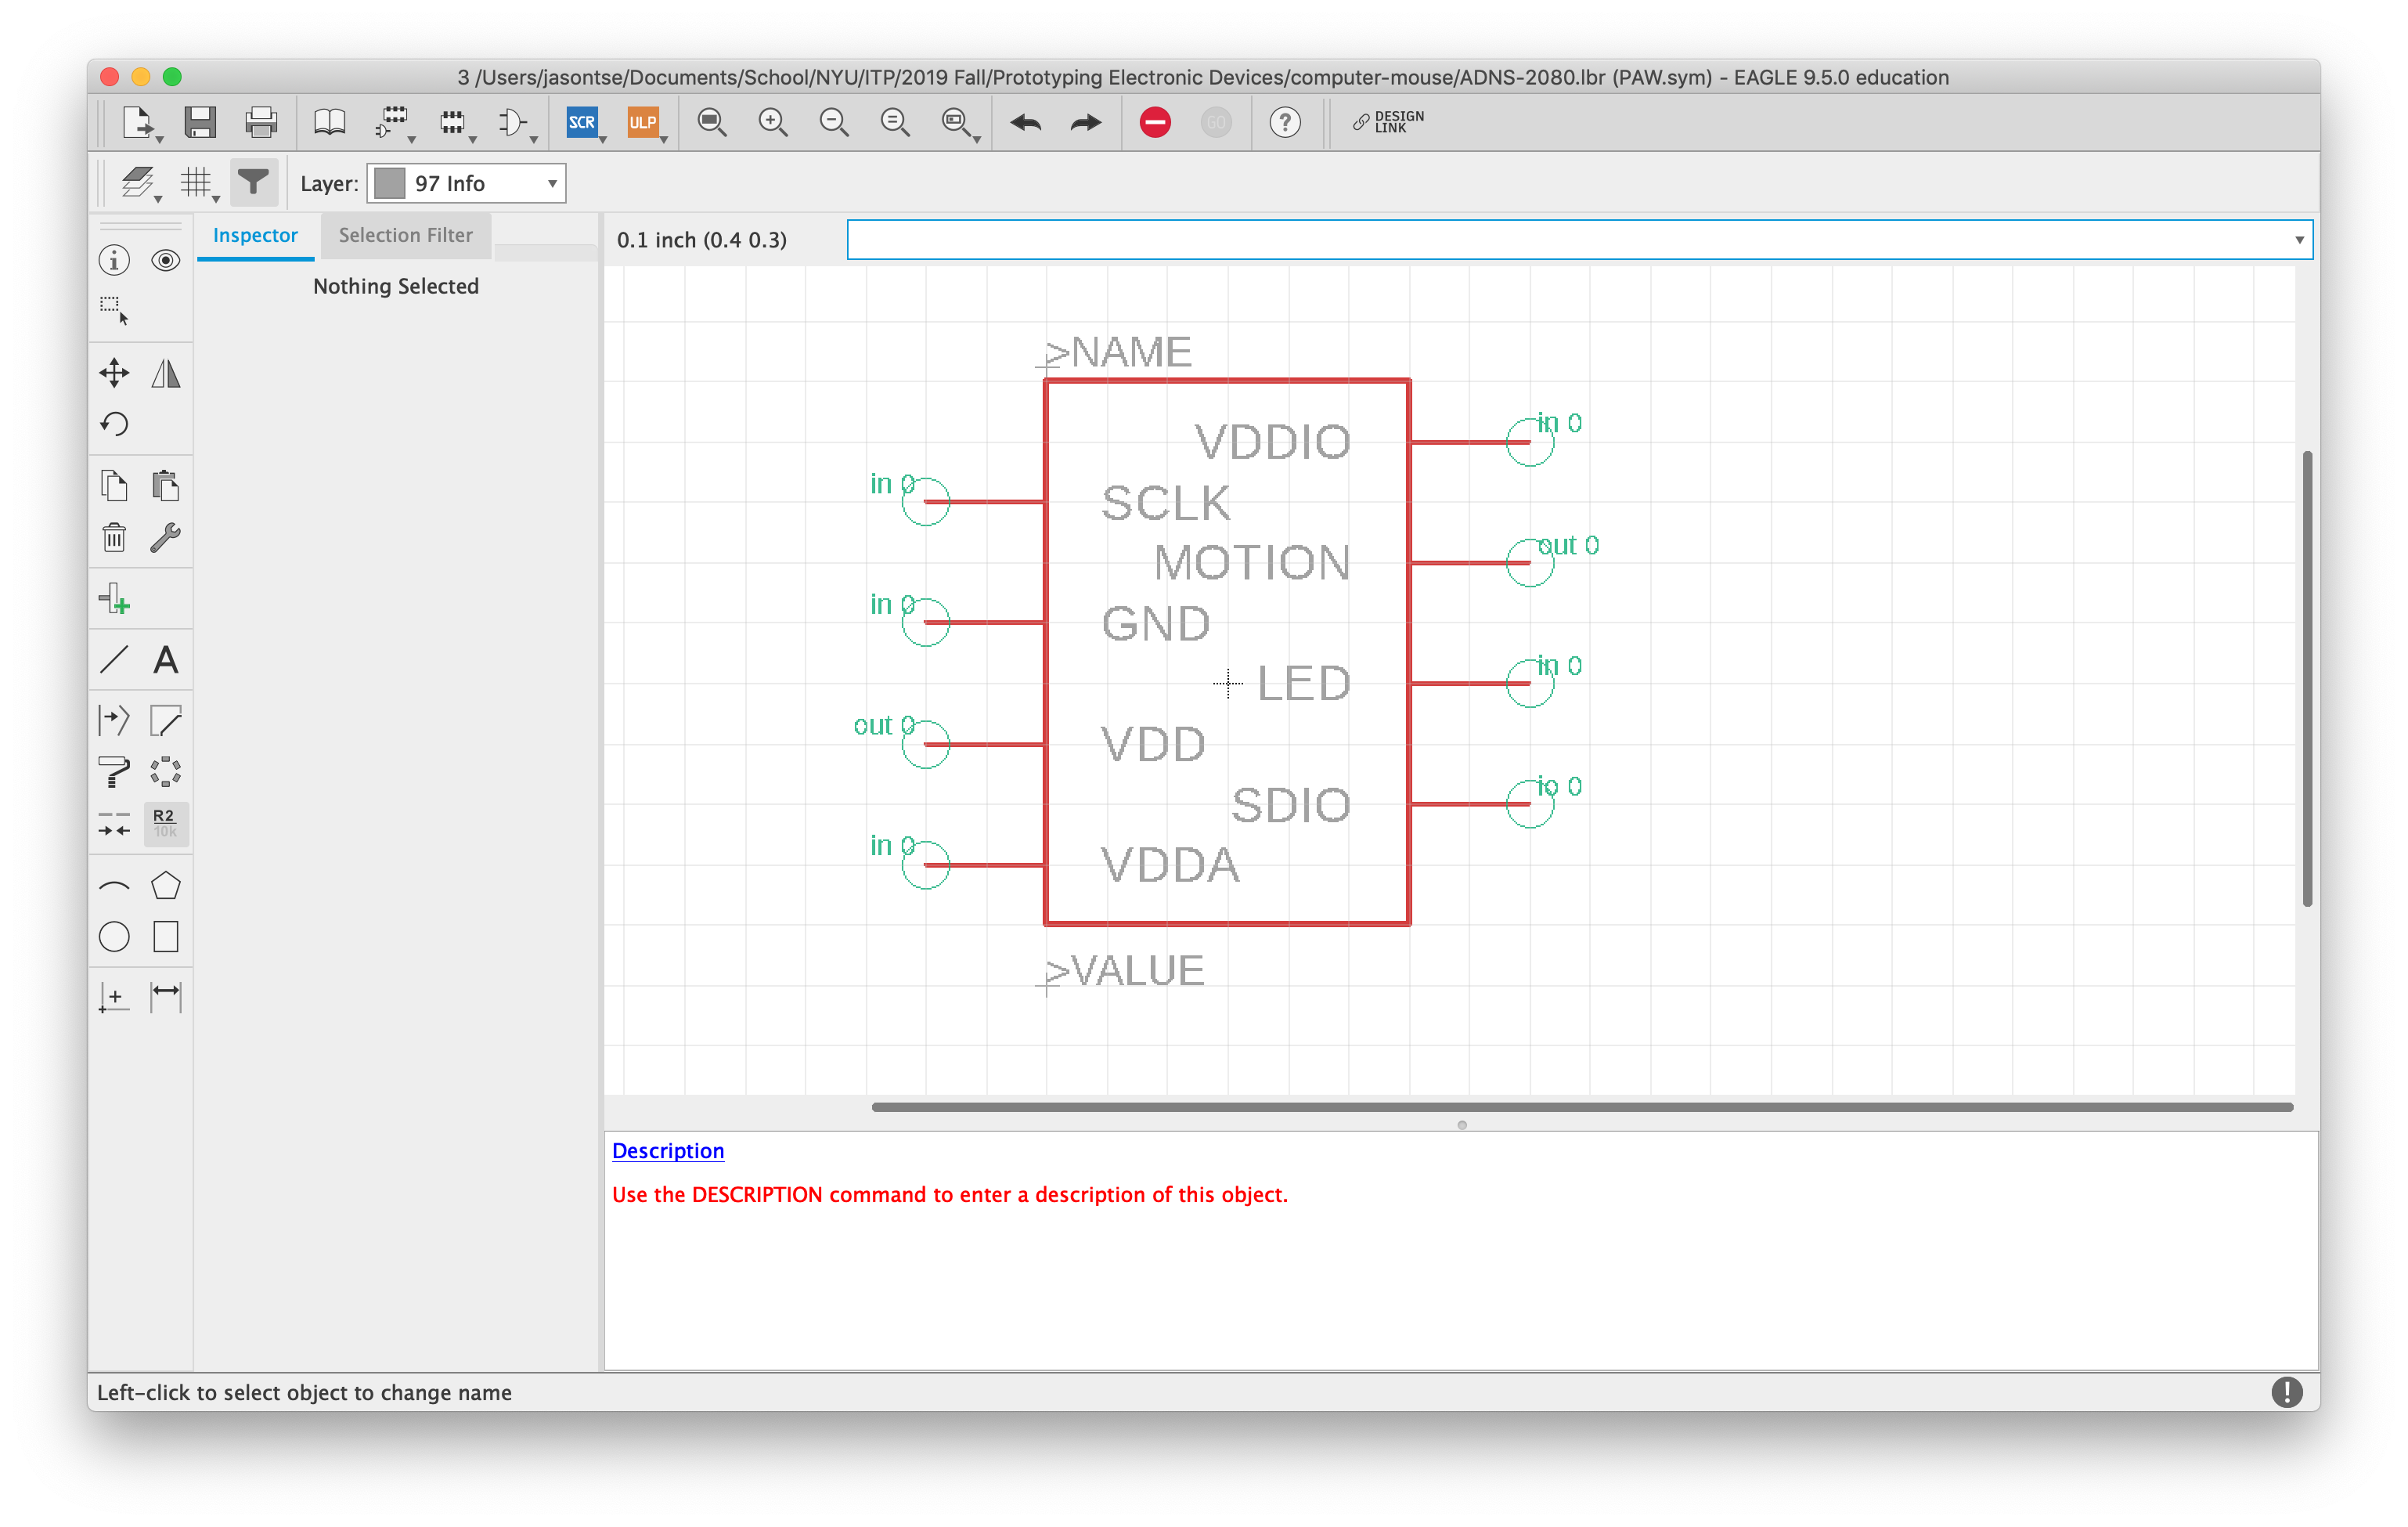 3 /Users/jasontse/Documents/School/NYU/ITP/2019 Fall/Prototyping Electronic Devices/computer-mouse/ADNS-2080.lbr (PAW.sym) - EAGLE 9.5.0 education
SCR
ULP
GO
?
DESIGN
LINK
Layer:
97 Info
Inspector
Selection Filter
0.1 inch (0.4 0.3)
Nothing Selected
i
A
R2
10k
>NAME
VDDIO
in 0
in 0
SCLK
MOTION
out 0
in 0
GND
LED
in 0
out 0
VDD
SDIO
io 0
in 0
VDDA
>VALUE
Description
Use the DESCRIPTION command to enter a description of this object.
Left-click to select object to change name
!